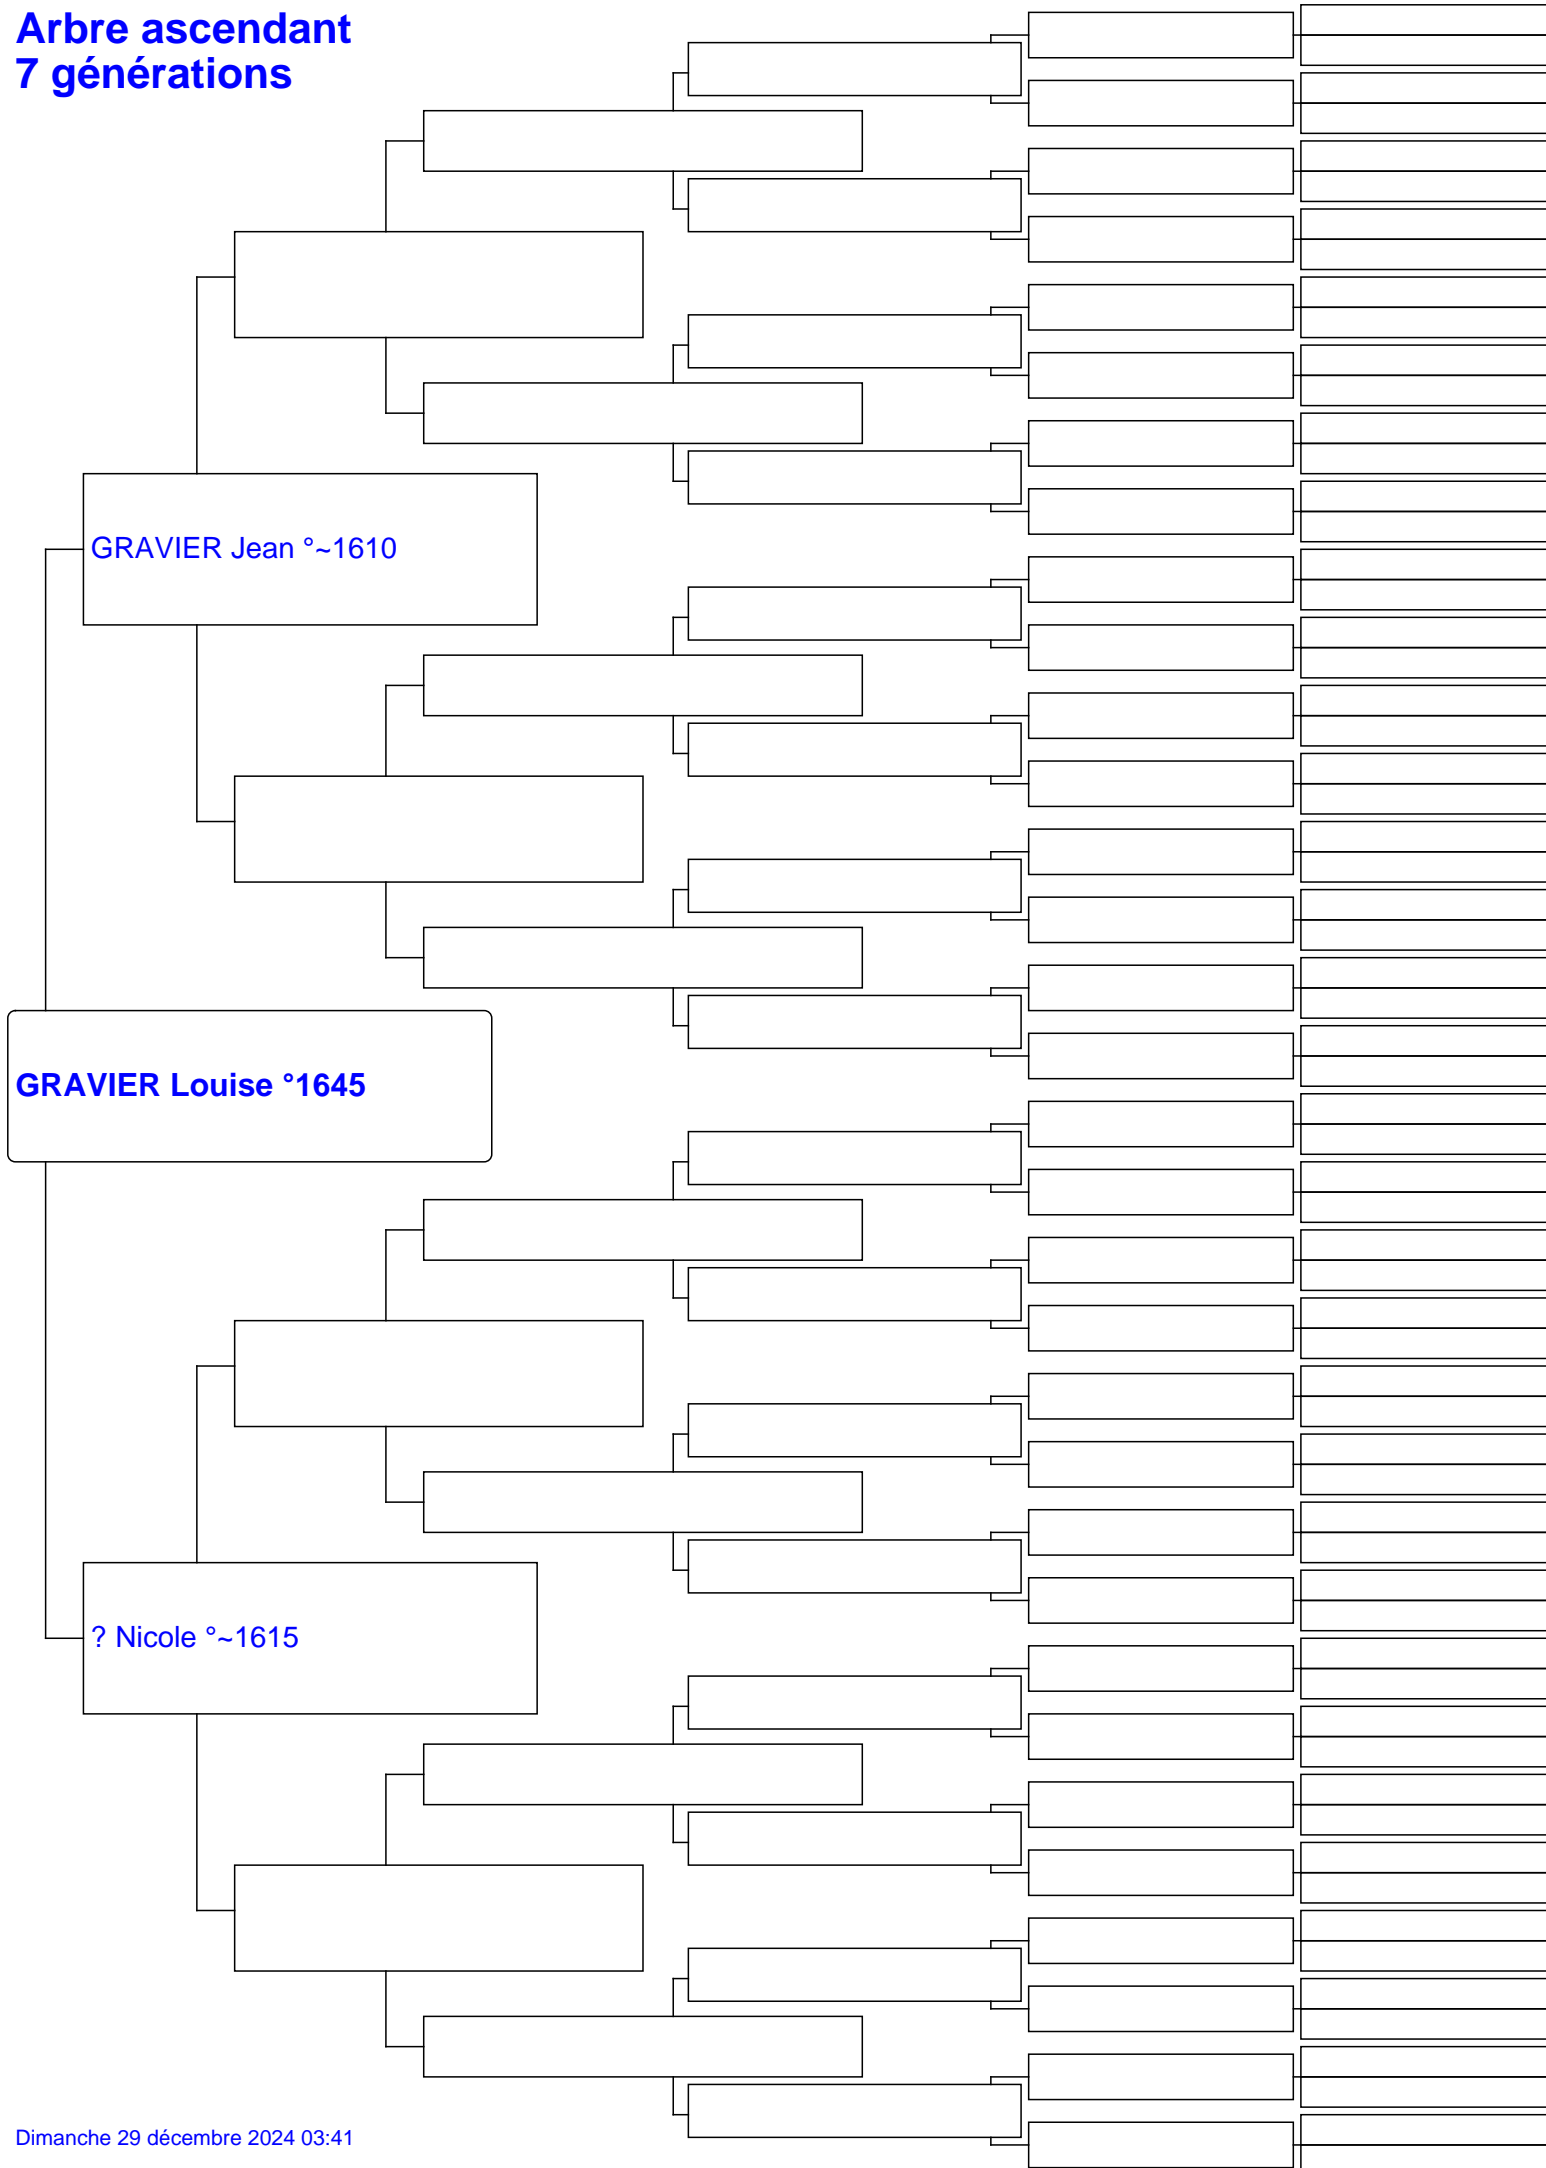 Arbre ascendant
7 générations
GRAVIER Jean °~1610
GRAVIER Louise °1645
? Nicole °~1615
Dimanche 29 décembre 2024 03:41